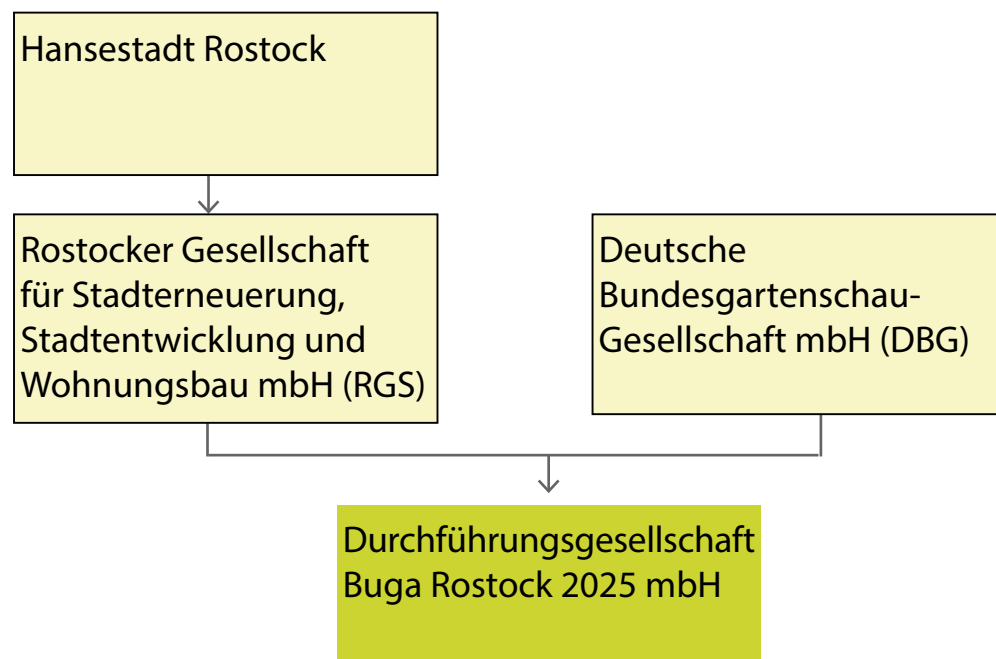 Hansestadt Rostock
Rostocker Gesellschaft
für Stadterneuerung,
Stadtentwicklung und
Wohnungsbau mbH (RGS)
Deutsche
Bundesgartenschau-
Gesellschaft mbH (DBG)
Durchführungsgesellschaft
Buga Rostock 2025 mbH